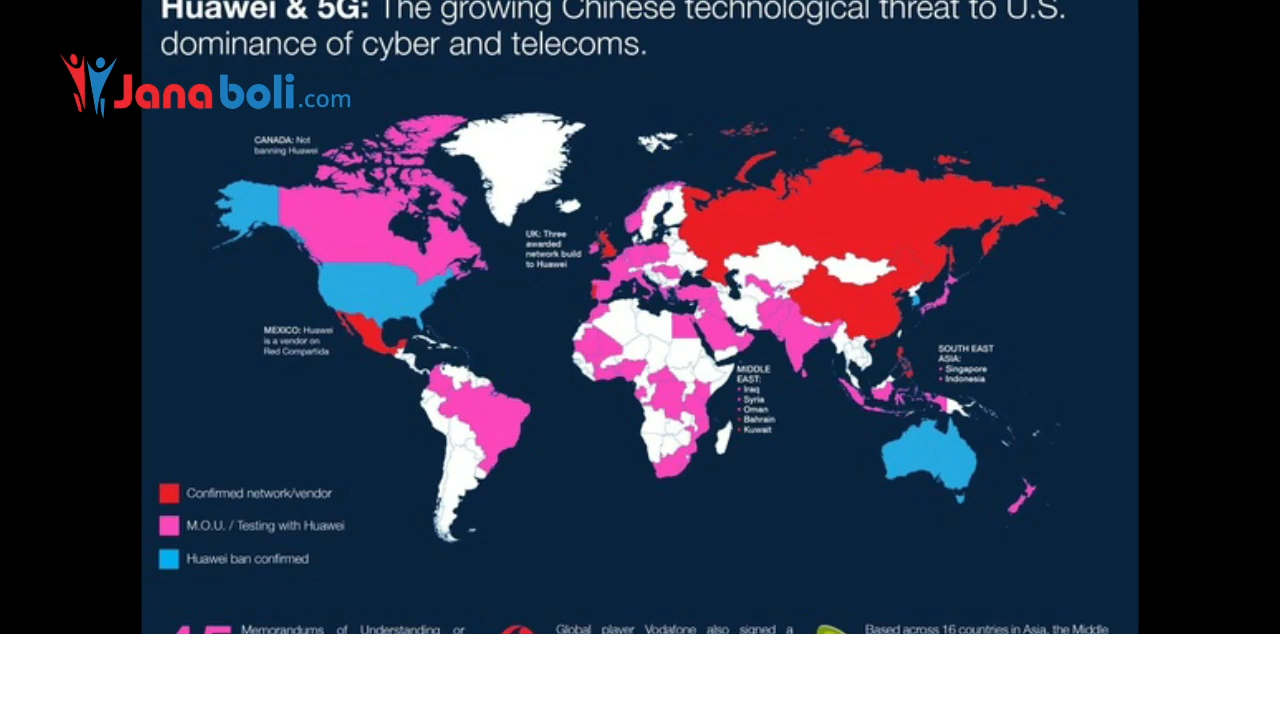 Huawei & 5G: The growing Chinese technological threat to U.S.
dominance of cyber and telecoms.
Janaboli.com
CANADA: Not
banning Huawei
UK: Three
awarded
network build
to Huawei
MEXICO: Huawei
is a vendor on
Red Compartida
SOUTH EAST
ASIA:
• Singapore
• Indonesia
MIDDLE
EAST:
• Iraq
• Syria
• Oman
• Bahrain
• Kuwait
Confirmed network/vendor
M.O.U. / Testing with Huawei
Huawei ban confirmed
Memorandums of Understanding or
Global player Vodafone also signed a
Based across 16 countries in Asia, the Middle